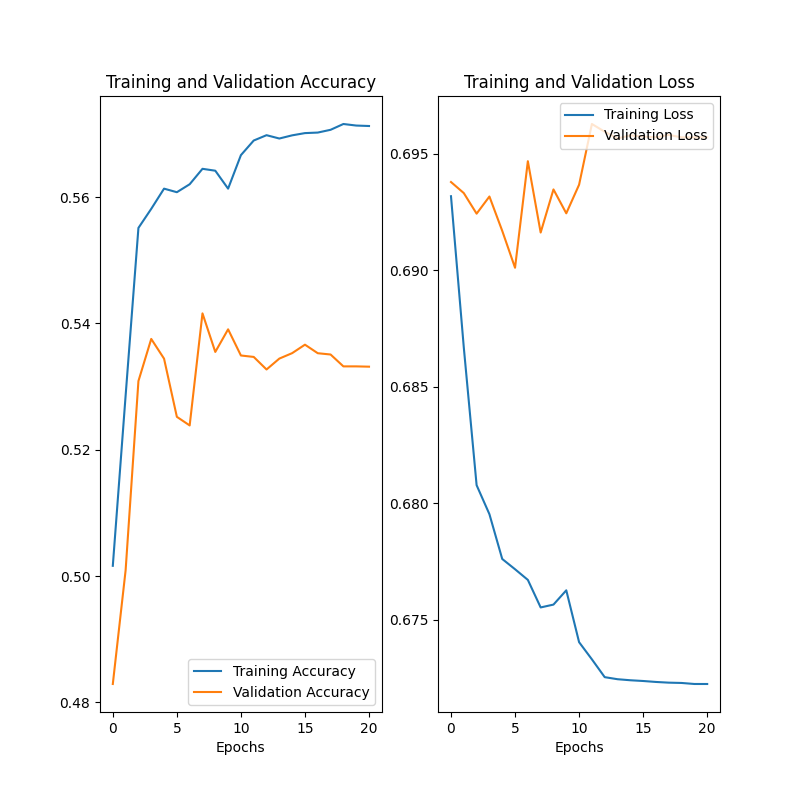 Training and Validation Accuracy
0.56
0.54
0.52
0.50
0.48
0
5
10
15
20
Epochs
Training Accuracy
Validation Accuracy
Training and Validation Loss
0.695
0.690
0.685
0.680
0.675
0
5
10
15
20
Epochs
Training Loss
Validation Loss